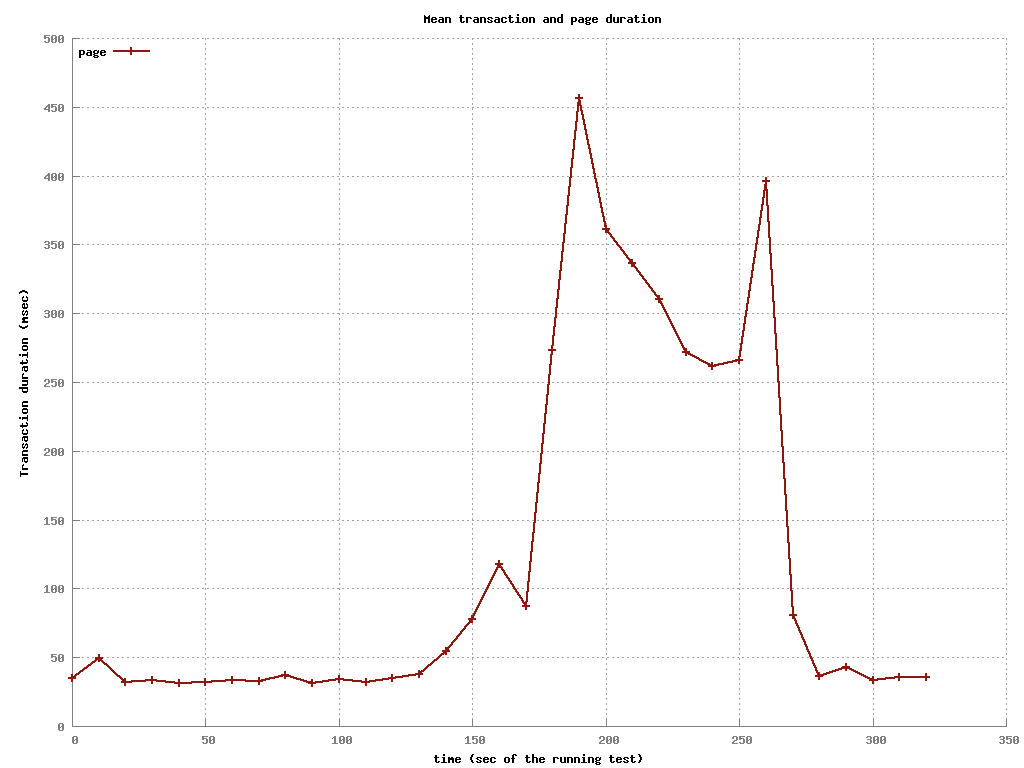 Mean transaction and page duration
page
500
450
400
350
300
250
200
150
100
50
0
Transaction duration (msec)
0 50 100 150 200 250 300 350
time (sec of the running test)